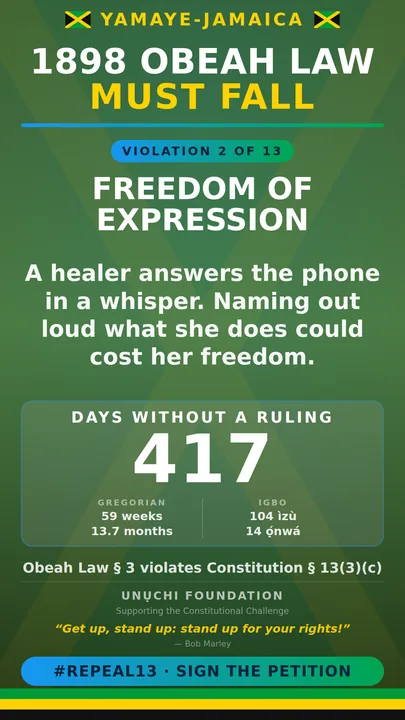 YAMAYE-JAMAICA
1898 OBEAH LAW
MUST FALL
VIOLATION 2 OF 13
FREEDOM OF
EXPRESSION
A healer answers the phone
in a whisper. Naming out
loud what she does could
cost her freedom.
DAYS WITHOUT A RULING
417
GREGORIAN
59 weeks
13.7 months
IGBO
104 ìzù
14 ọ́nwá
Obeah Law § 3 violates Constitution § 13(3)(c)
UNỤCHI FOUNDATION
Supporting the Constitutional Challenge
“Get up, stand up: stand up for your rights!”
— Bob Marley
#REPEAL13 · SIGN THE PETITION